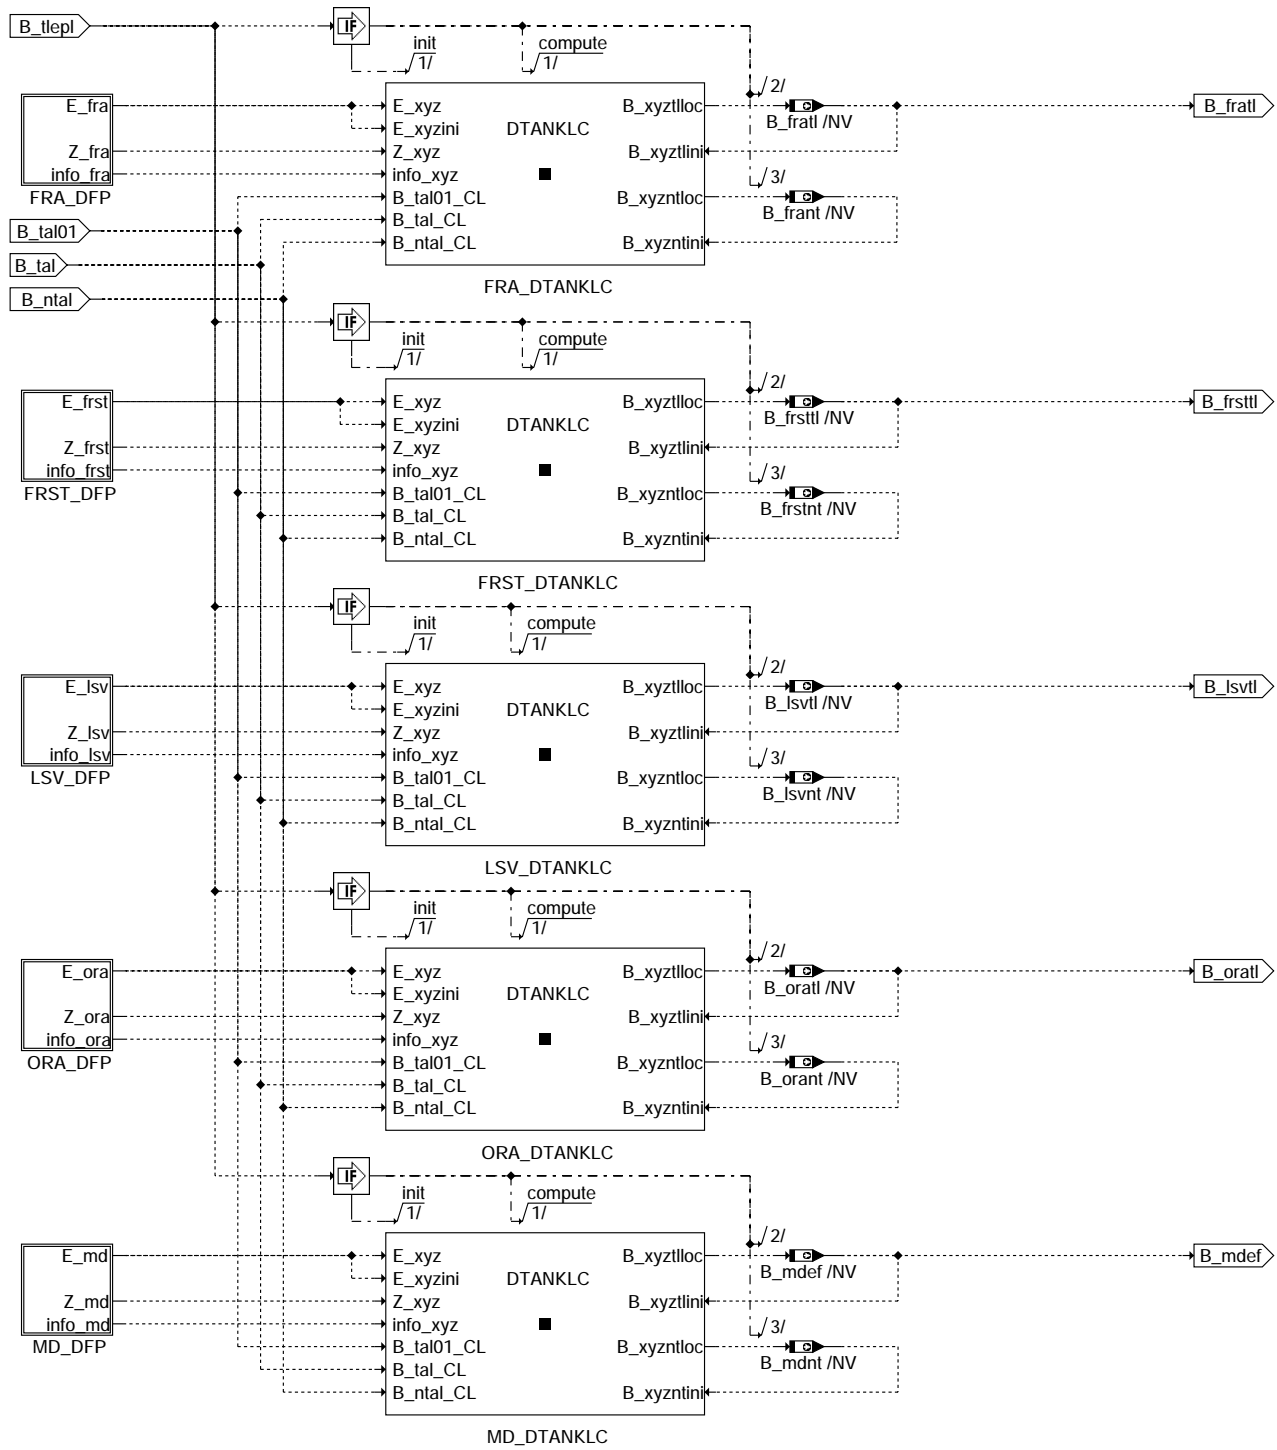 B_tlepl
IF
init
1/
compute
1/
2/
E_fra
Z_fra
info_fra
FRA_DFP
E_xyz
E_xyzini
Z_xyz
info_xyz
B_tal01_CL
B_tal_CL
B_ntal_CL
DTANKLC
B_xyztlloc
B_xyztlini
B_xyzntloc
B_xyzntini
B_fratl /NV
3/
B_frant /NV
B_fratl
B_tal01
B_tal
B_ntal
FRA_DTANKLC
IF
init
1/
compute
1/
2/
E_frst
Z_frst
info_frst
FRST_DFP
E_xyz
E_xyzini
Z_xyz
info_xyz
B_tal01_CL
B_tal_CL
B_ntal_CL
DTANKLC
B_xyztlloc
B_xyztlini
B_xyzntloc
B_xyzntini
B_frsttl /NV
3/
B_frstnt /NV
B_frsttl
FRST_DTANKLC
IF
init
1/
compute
1/
2/
E_lsv
Z_lsv
info_lsv
LSV_DFP
E_xyz
E_xyzini
Z_xyz
info_xyz
B_tal01_CL
B_tal_CL
B_ntal_CL
DTANKLC
B_xyztlloc
B_xyztlini
B_xyzntloc
B_xyzntini
B_lsvtl /NV
3/
B_lsvnt /NV
B_lsvtl
LSV_DTANKLC
IF
init
1/
compute
1/
2/
E_ora
Z_ora
info_ora
ORA_DFP
E_xyz
E_xyzini
Z_xyz
info_xyz
B_tal01_CL
B_tal_CL
B_ntal_CL
DTANKLC
B_xyztlloc
B_xyztlini
B_xyzntloc
B_xyzntini
B_oratl /NV
3/
B_orant /NV
B_oratl
ORA_DTANKLC
IF
init
1/
compute
1/
2/
E_md
Z_md
info_md
MD_DFP
E_xyz
E_xyzini
Z_xyz
info_xyz
B_tal01_CL
B_tal_CL
B_ntal_CL
DTANKLC
B_xyztlloc
B_xyztlini
B_xyzntloc
B_xyzntini
B_mdef /NV
3/
B_mdnt /NV
B_mdef
MD_DTANKLC